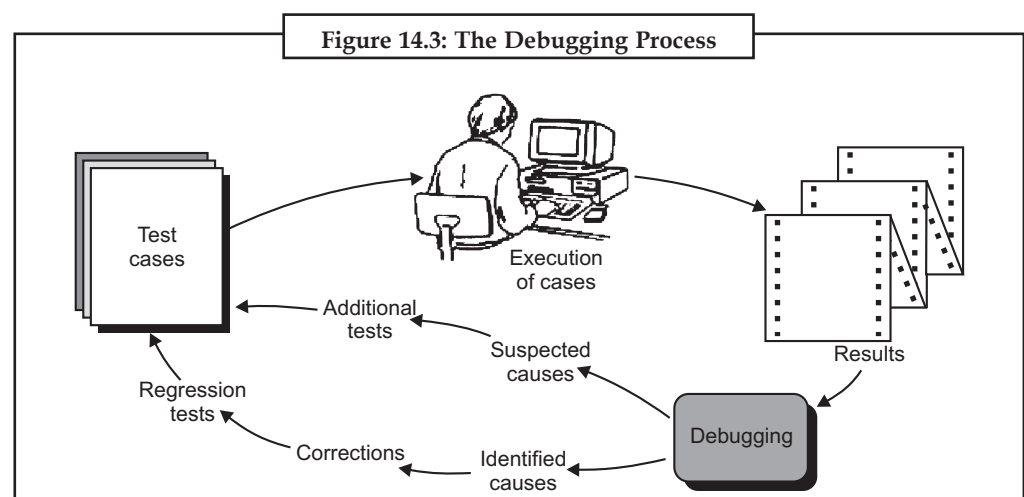 Figure 14.3: The Debugging Process
Test
cases
Execution
of cases
Results
Additional
tests
Suspected
causes
Regression
tests
Debugging
Corrections
Identified
causes